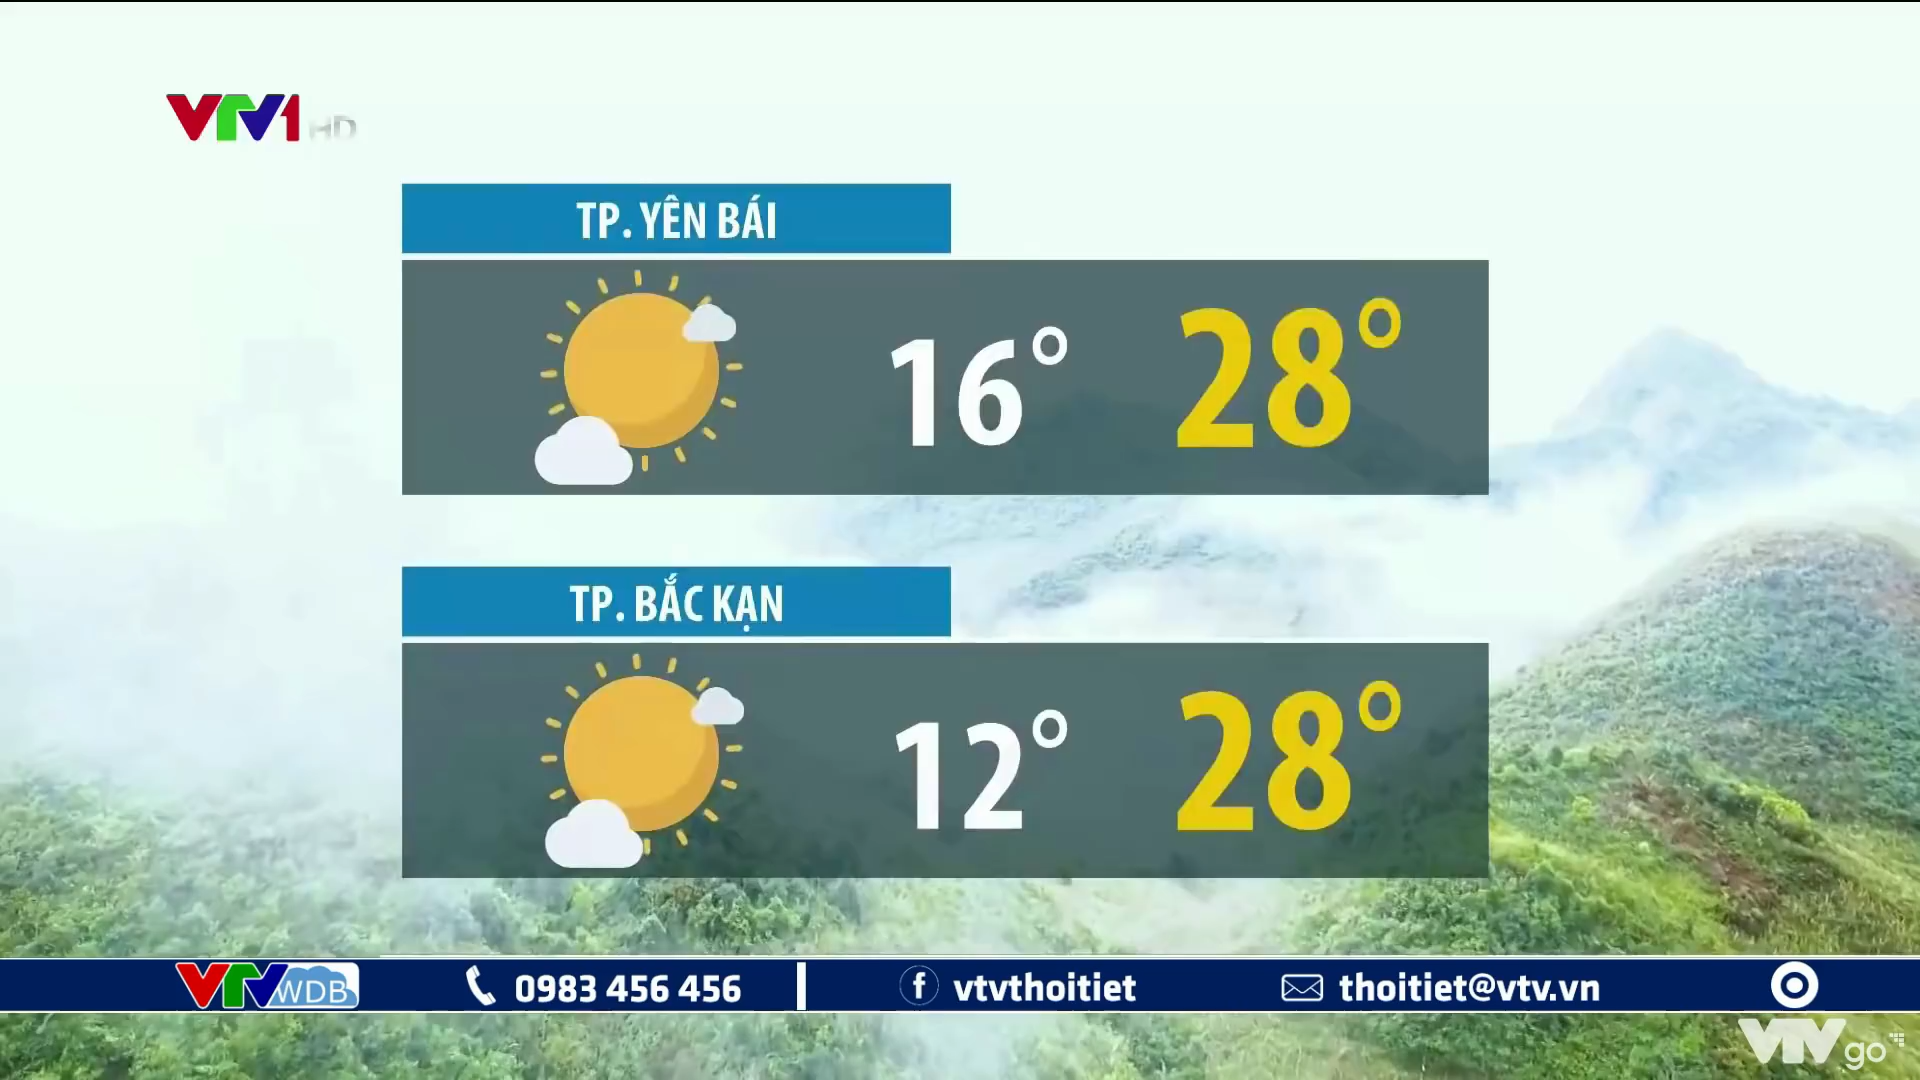 VTV1 HD
TP. YÊN BÁI
16° 28°
TP. BẮC KẠN
12° 28°
VTV WDB 0983 456 456 vtvthoitiet thoitiet@vtv.vn
VTV go